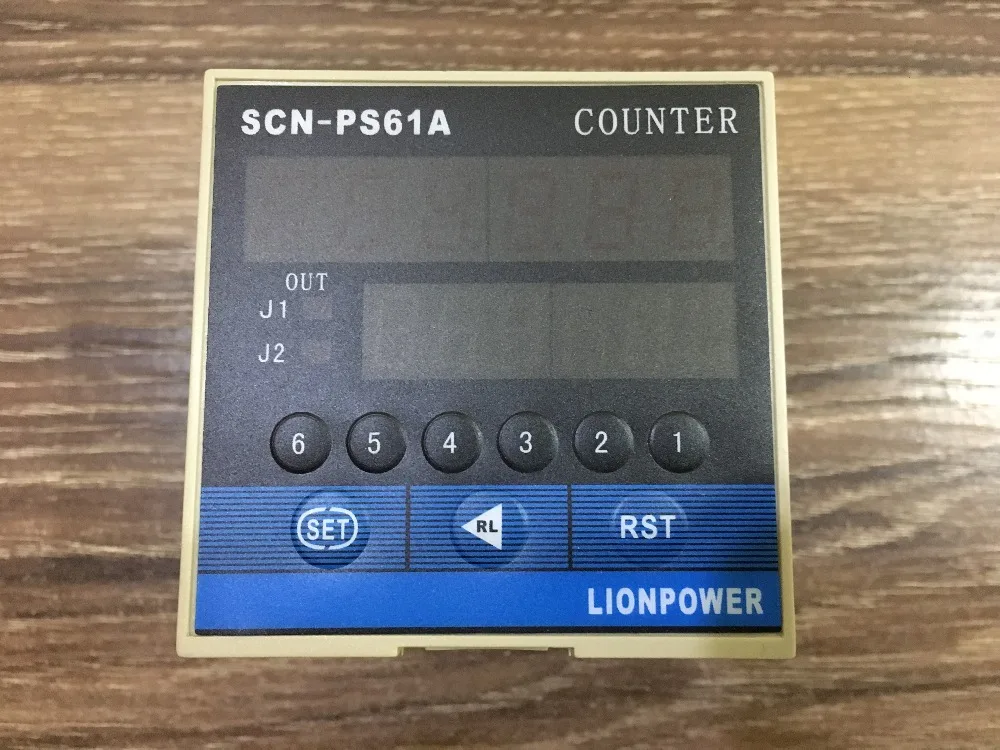 SCN-PS61A COUNTER
OUT
J1
J2
6 5 4 3 2 1
SET RL RST
LIONPOWER